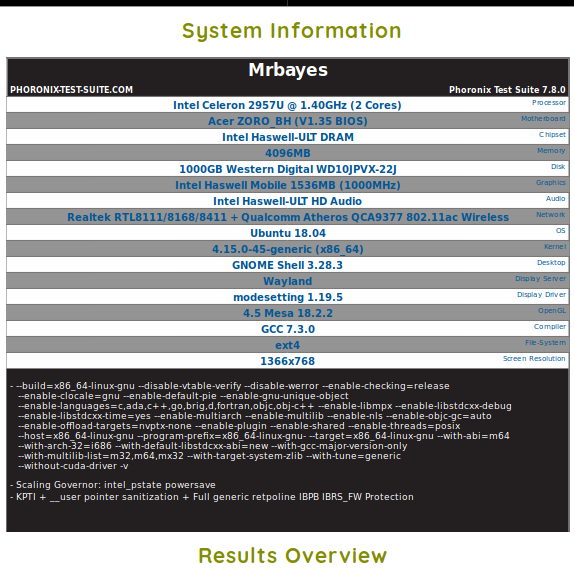 System Information
Mrbayes
PHORONIX-TEST-SUITE.COM Phoronix Test Suite 7.8.0
Intel Celeron 2957U @ 1.40GHz (2 Cores) Processor
Acer ZORO_BH (V1.35 BIOS) Motherboard
Intel Haswell-ULT DRAM Chipset
4096MB Memory
1000GB Western Digital WD10JPVX-22J Disk
Intel Haswell Mobile 1536MB (1000MHz) Graphics
Intel Haswell-ULT HD Audio Audio
Realtek RTL8111/8168/8411 + Qualcomm Atheros QCA9377 802.11ac Wireless Network
Ubuntu 18.04 OS
4.15.0-45-generic (x86_64) Kernel
GNOME Shell 3.28.3 Desktop
Wayland Display Server
modesetting 1.19.5 Display Driver
4.5 Mesa 18.2.2 OpenGL
GCC 7.3.0 Compiler
ext4 File-System
1366x768 Screen Resolution
- --build=x86_64-linux-gnu --disable-vtable-verify --disable-werror --enable-checking=release
--enable-clocale=gnu --enable-default-pie --enable-gnu-unique-object
--enable-languages=c,ada,c++,go,brig,d,fortran,objc,obj-c++ --enable-libmpx --enable-libstdcxx-debug
--enable-libstdcxx-time=yes --enable-multiarch --enable-multilib --enable-nls --enable-objc-gc=auto
--enable-offload-targets=nvptx-none --enable-plugin --enable-shared --enable-threads=posix
--host=x86_64-linux-gnu --program-prefix=x86_64-linux-gnu- --target=x86_64-linux-gnu --with-abi=m64
--with-arch-32=i686 --with-default-libstdcxx-abi=new --with-gcc-major-version-only
--with-multilib-list=m32,m64,mx32 --with-target-system-zlib --with-tune=generic
--without-cuda-driver -v
- Scaling Governor: intel_pstate powersave
- KPTI + __user pointer sanitization + Full generic retpoline IBPB IBRS_FW Protection
Results Overview